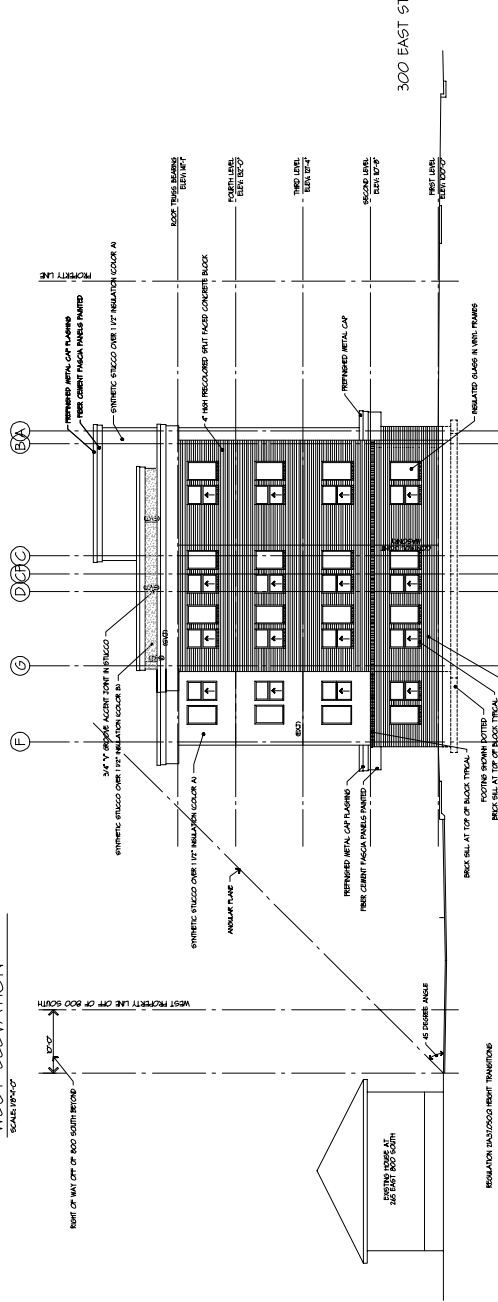 300 EAST ST
SCALE: 1/8"=1'-0"
10'-0"
RIGHT OF WAY OFF OF 800 SOUTH BEYOND
WEST PROPERTY LINE OFF OF 800 SOUTH
PROPERTY LINE
PREFINISHED METAL CAP FLASHING
FIBER CEMENT FASCIA PANELS PAINTED
SYNTHETIC STUCCO OVER 1 1/2" INSULATION (COLOR A)
ROOF TRUSS BEARING
FOURTH LEVEL
ELEV: 132'-0"
THIRD LEVEL
ELEV: 121'-4"
SECOND LEVEL
ELEV: 110'-8"
FIRST LEVEL
ELEV: 100'-0"
A
B
C
D
G
F
4" HIGH PRECOLORED SPLIT FACED CONCRETE BLOCK
PREFINISHED METAL CAP
INSULATED GLASS IN VINYL FRAMES
3/4" "V" GROOVE ACCENT JOINT IN STUCCO
SYNTHETIC STUCCO OVER 1 1/2" INSULATION (COLOR B)
SYNTHETIC STUCCO OVER 1 1/2" INSULATION (COLOR A)
ANGULAR PLANE
PREFINISHED METAL CAP FLASHING
FIBER CEMENT FASCIA PANELS PAINTED
MASONRY
CONTROL JOINT
FOOTING SHOWN DOTTED
BRICK SILL AT TOP OF BLOCK TYPICAL
BRICK SILL AT TOP OF BLOCK TYPICAL
45 DEGREE ANGLE
EXISTING HOUSE AT
265 EAST 800 SOUTH